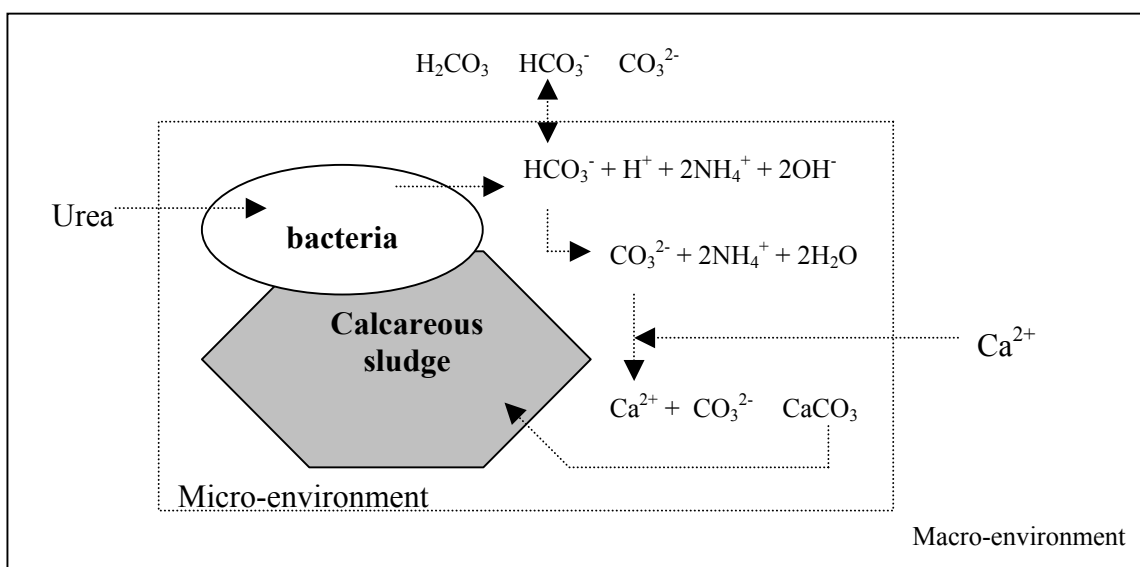 H₂CO₃ HCO₃⁻ CO₃²⁻
HCO₃⁻ + H⁺ + 2NH₄⁺ + 2OH⁻
Urea
bacteria
CO₃²⁻ + 2NH₄⁺ + 2H₂O
Calcareous
sludge
Ca²⁺
Ca²⁺ + CO₃²⁻ CaCO₃
Micro-environment
Macro-environment